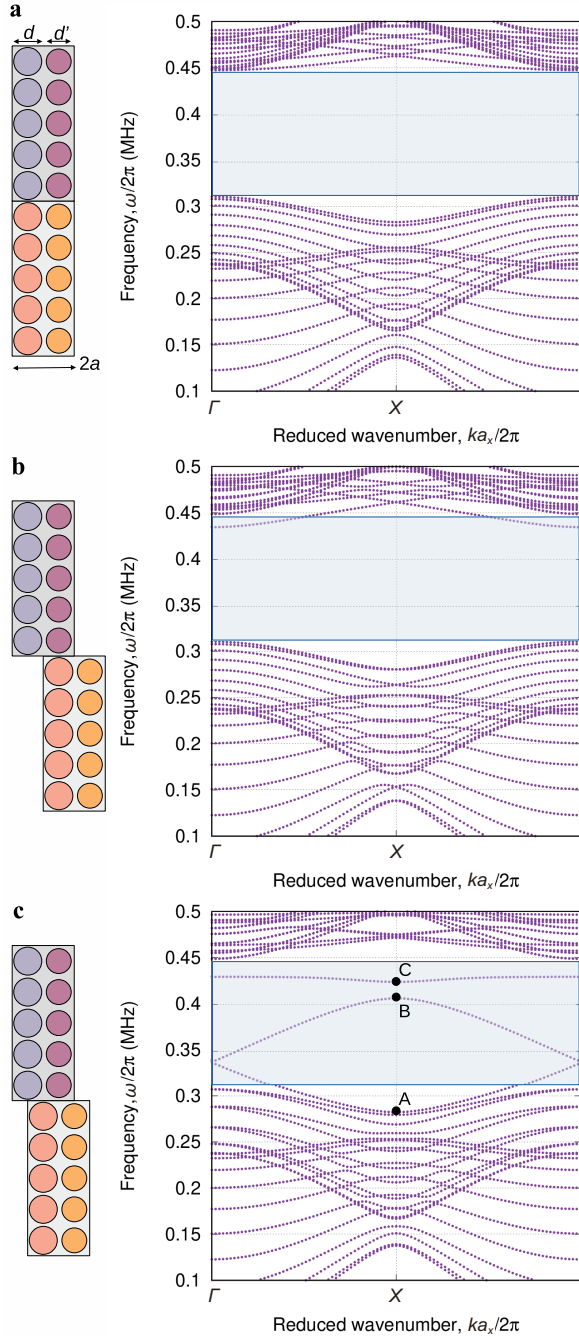 a
d d'
2a
0.5
0.45
0.4
0.35
0.3
0.25
0.2
0.15
0.1
Frequency, ω/2π (MHz)
Γ X
Reduced wavenumber, kaₓ/2π
b
0.5
0.45
0.4
0.35
0.3
0.25
0.2
0.15
0.1
Frequency, ω/2π (MHz)
Γ X
Reduced wavenumber, kaₓ/2π
c
0.5
0.45
0.4
0.35
0.3
0.25
0.2
0.15
0.1
Frequency, ω/2π (MHz)
C
B
A
Γ X
Reduced wavenumber, kaₓ/2π